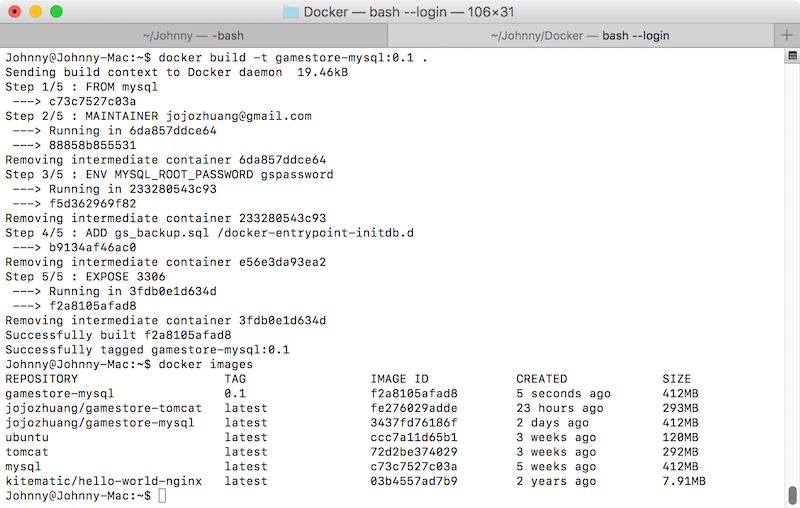 Docker — bash --login — 106×31
~/Johnny — -bash ~/Johnny/Docker — bash --login +
Johnny@Johnny-Mac:~$ docker build -t gamestore-mysql:0.1 .
Sending build context to Docker daemon  19.46kB
Step 1/5 : FROM mysql
 ---> c73c7527c03a
Step 2/5 : MAINTAINER jojozhuang@gmail.com
 ---> Running in 6da857ddce64
 ---> 88858b855531
Removing intermediate container 6da857ddce64
Step 3/5 : ENV MYSQL_ROOT_PASSWORD gspassword
 ---> Running in 233280543c93
 ---> f5d362969f82
Removing intermediate container 233280543c93
Step 4/5 : ADD gs_backup.sql /docker-entrypoint-initdb.d
 ---> b9134af46ac0
Removing intermediate container e56e3da93ea2
Step 5/5 : EXPOSE 3306
 ---> Running in 3fdb0e1d634d
 ---> f2a8105afad8
Removing intermediate container 3fdb0e1d634d
Successfully built f2a8105afad8
Successfully tagged gamestore-mysql:0.1
Johnny@Johnny-Mac:~$ docker images
REPOSITORY                    TAG                 IMAGE ID            CREATED             SIZE
gamestore-mysql               0.1                 f2a8105afad8        5 seconds ago       412MB
jojozhuang/gamestore-tomcat   latest              fe276029adde        23 hours ago        293MB
jojozhuang/gamestore-mysql    latest              3437fd76186f        2 days ago          412MB
ubuntu                        latest              ccc7a11d65b1        3 weeks ago         120MB
tomcat                        latest              72d2be374029        3 weeks ago         292MB
mysql                         latest              c73c7527c03a        5 weeks ago         412MB
kitematic/hello-world-nginx   latest              03b4557ad7b9        2 years ago         7.91MB
Johnny@Johnny-Mac:~$